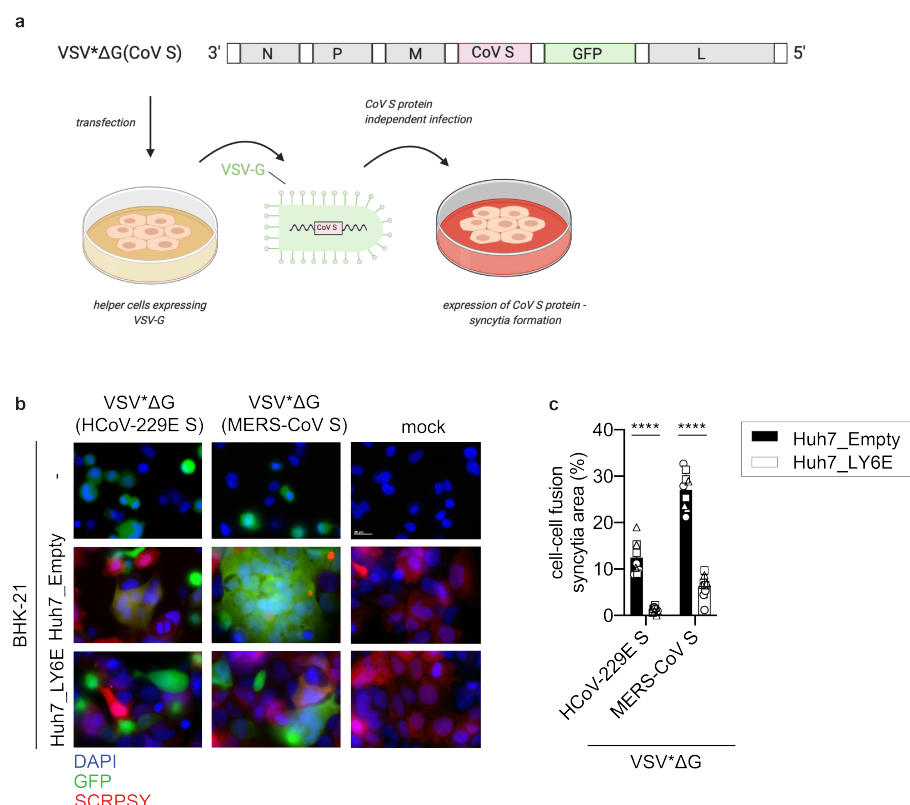 a
VSV*ΔG(CoV S)
3'
N
P
M
CoV S
GFP
L
5'
transfection
CoV S protein
independent infection
VSV-G
CoV S
helper cells expressing
VSV-G
expression of CoV S protein -
syncytia formation
b
VSV*ΔG
(HCoV-229E S)
VSV*ΔG
(MERS-CoV S)
mock
BHK-21
-
Huh7_Empty
Huh7_LY6E
DAPI
GFP
SCRPSY
c
cell-cell fusion
syncytia area (%)
40
30
20
10
0
****
****
HCoV-229E S
MERS-CoV S
VSV*ΔG
Huh7_Empty
Huh7_LY6E